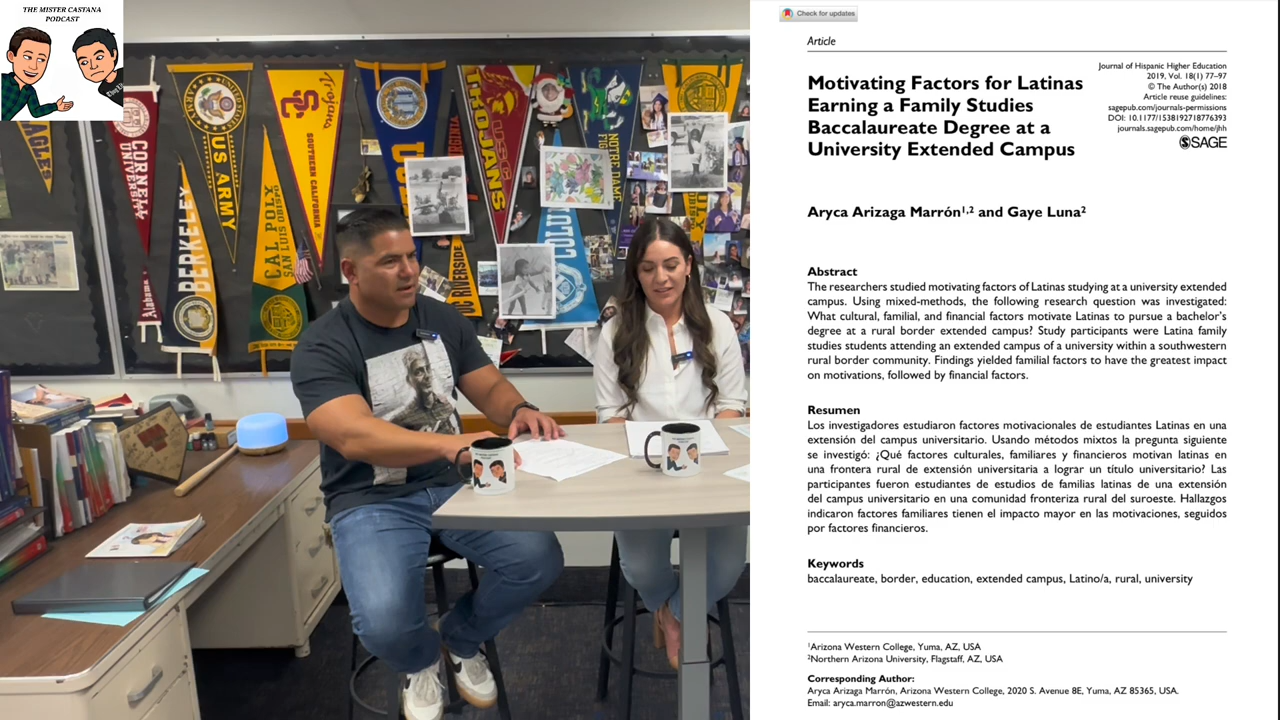 THE MISTER CASTANA
PODCAST
CORNELL
UNIVERSITY
Alabama
BERKELEY
US ARMY
CAL POLY
SAN LUIS OBISPO
SC
Trojans
SOUTHERN CALIFORNIA
VIRGINIA
USC
TROJANS
NOTRE DAME
UC RIVERSIDE
Check for updates
Article
Motivating Factors for Latinas
Earning a Family Studies
Baccalaureate Degree at a
University Extended Campus
Journal of Hispanic Higher Education
2019, Vol. 18(1) 77–97
© The Author(s) 2018
Article reuse guidelines:
sagepub.com/journals-permissions
DOI: 10.1177/1538192718776393
journals.sagepub.com/home/jhh
SAGE
Aryca Arizaga Marrón1,2 and Gaye Luna2
Abstract
The researchers studied motivating factors of Latinas studying at a university extended
campus. Using mixed-methods, the following research question was investigated:
What cultural, familial, and financial factors motivate Latinas to pursue a bachelor's
degree at a rural border extended campus? Study participants were Latina family
studies students attending an extended campus of a university within a southwestern
rural border community. Findings yielded familial factors to have the greatest impact
on motivations, followed by financial factors.
Resumen
Los investigadores estudiaron factores motivacionales de estudiantes Latinas en una
extensión del campus universitario. Usando métodos mixtos la pregunta siguiente
se investigó: ¿Qué factores culturales, familiares y financieros motivan latinas en
una frontera rural de extensión universitaria a lograr un título universitario? Las
participantes fueron estudiantes de estudios de familias latinas de una extensión
del campus universitario en una comunidad fronteriza rural del suroeste. Hallazgos
indicaron factores familiares tienen el impacto mayor en las motivaciones, seguidos
por factores financieros.
Keywords
baccalaureate, border, education, extended campus, Latino/a, rural, university
1Arizona Western College, Yuma, AZ, USA
2Northern Arizona University, Flagstaff, AZ, USA
Corresponding Author:
Aryca Arizaga Marrón, Arizona Western College, 2020 S. Avenue 8E, Yuma, AZ 85365, USA.
Email: aryca.marron@azwestern.edu